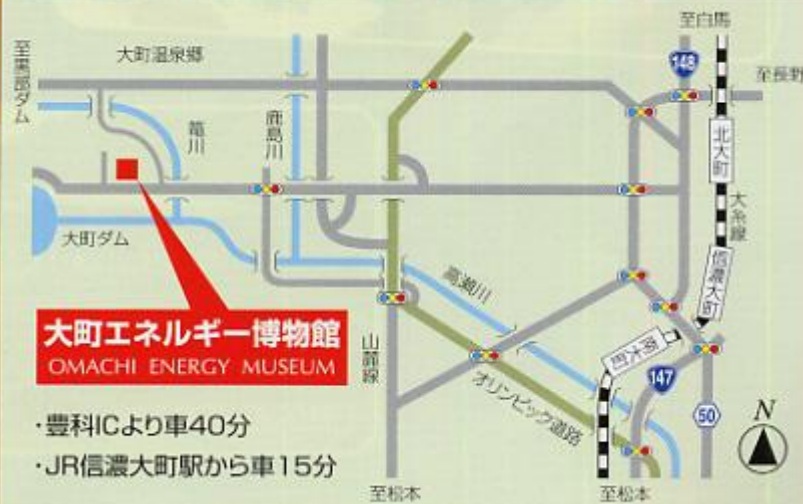 至白馬
至黒部ダム
大町温泉郷
148
至長野
籠川
鹿島川
北大町
大糸線
大町ダム
信濃大町
高瀬川
大町エネルギー博物館
OMACHI ENERGY MUSEUM
山麓線
南大町
147
オリンピック道路
50
N
・豊科ICより車40分
・JR信濃大町駅から車15分
至松本
至松本